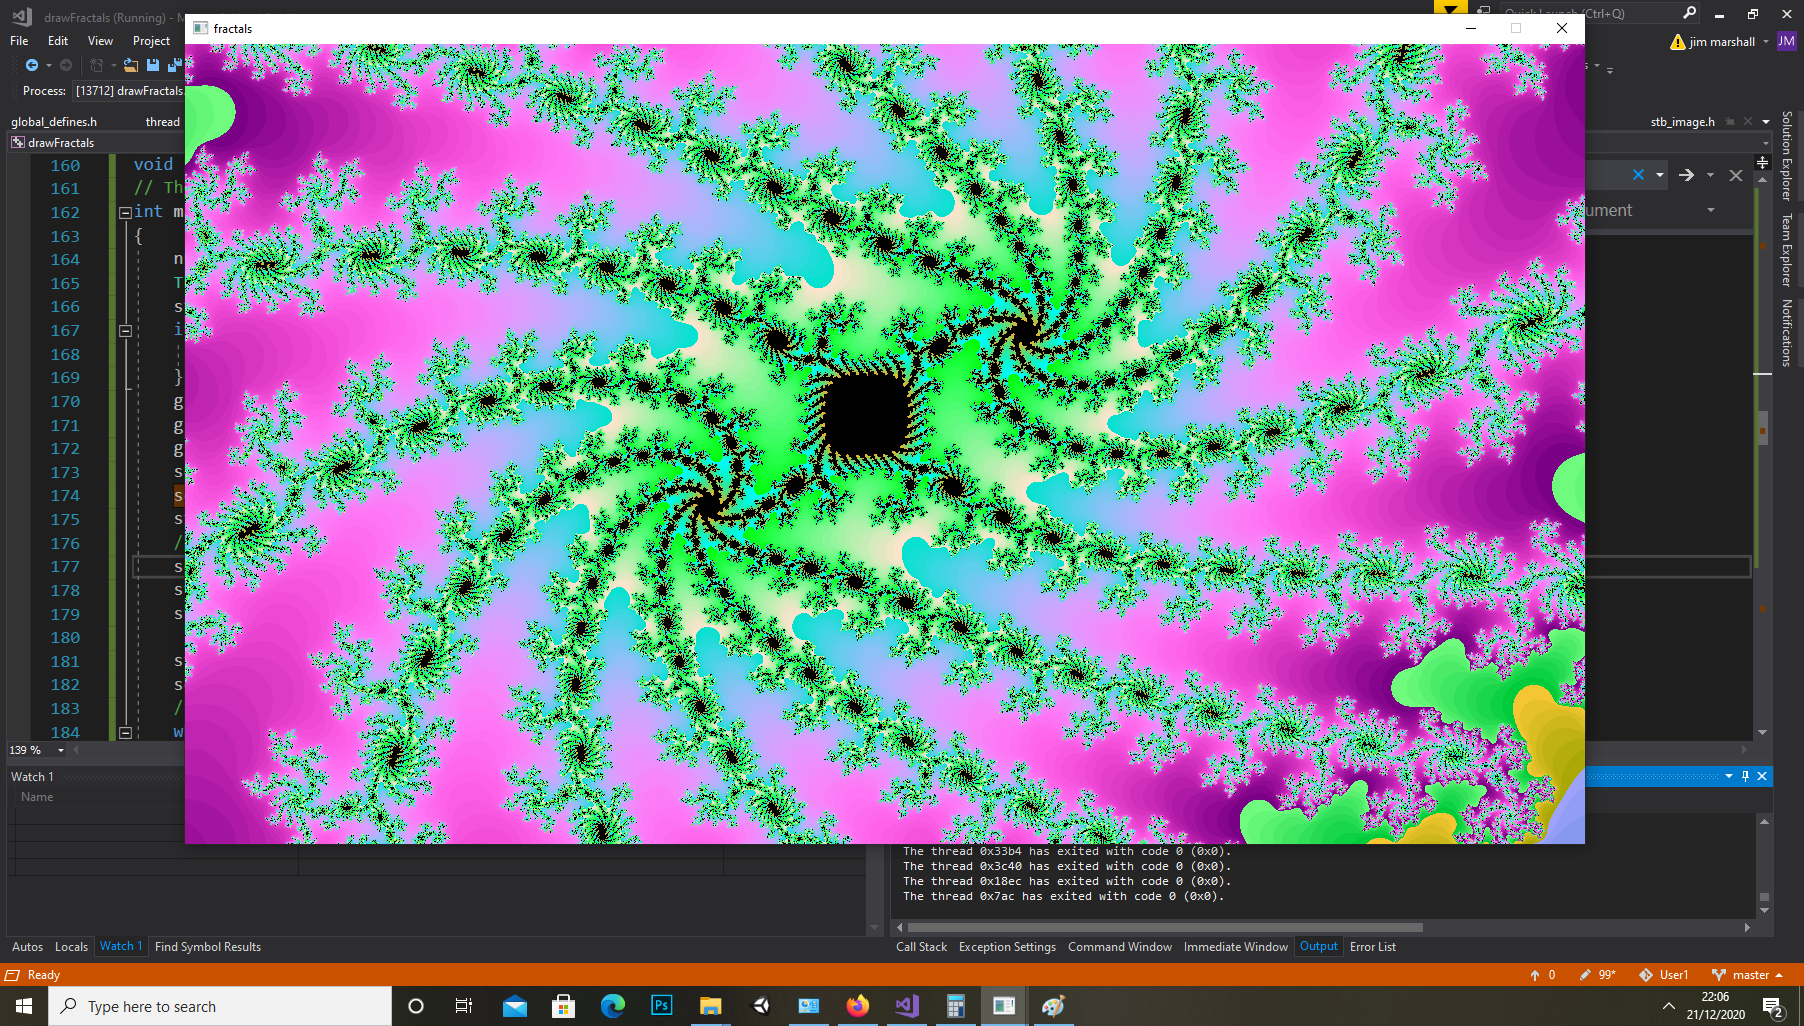 drawFractals (Running) - M
Quick Launch (Ctrl+Q)
fractals
File Edit View Project
jim marshall JM
Process: [13712] drawFractals
global_defines.h thread
stb_image.h
drawFractals
Solution Explorer
Team Explorer
Notifications
160 void
161 // Th
162 int m
163 {
164 n
165 T
166 s
167 i
168
169 }
170 g
171 g
172 g
173 s
174 s
175 s
176 /
177 s
178 s
179 s
180
181 s
182 s
183 /
184 w
ument
139 %
Watch 1
Name
The thread 0x33b4 has exited with code 0 (0x0).
The thread 0x3c40 has exited with code 0 (0x0).
The thread 0x18ec has exited with code 0 (0x0).
The thread 0x7ac has exited with code 0 (0x0).
Autos Locals Watch 1 Find Symbol Results
Call Stack Exception Settings Command Window Immediate Window Output Error List
Ready
0 99* User1 master
Type here to search
Ps
22:06
21/12/2020
2